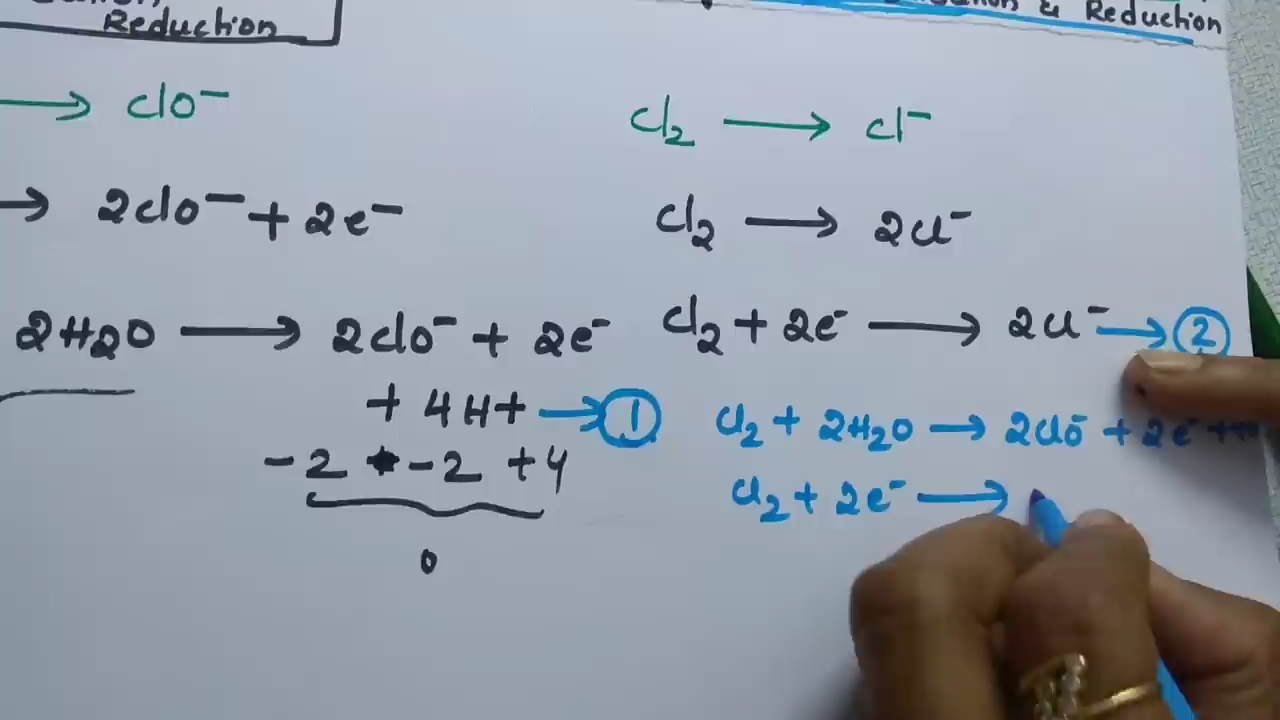 Reduction
& Reduction
→ clo⁻
→ 2clo⁻ + 2e⁻
2H2O → 2clo⁻ + 2e⁻
+ 4H+ → ①
-2 -2 +4
0
Cl₂ → cl⁻
Cl₂ → 2Cl⁻
Cl₂ + 2e⁻ → 2Cl⁻ → ②
Cl₂ + 2H₂O → 2ClO⁻ + 2e⁻ +
Cl₂ + 2e⁻ →